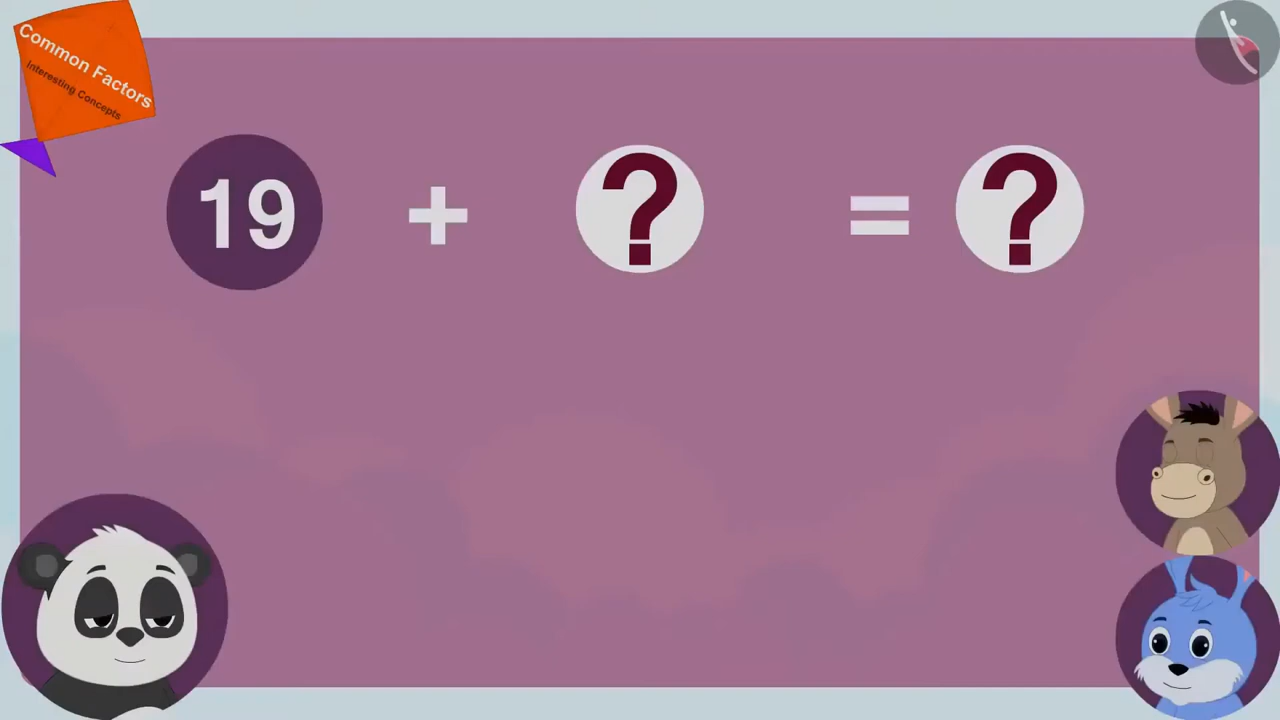 Common Factors
Interesting Concepts
19 + ? = ?